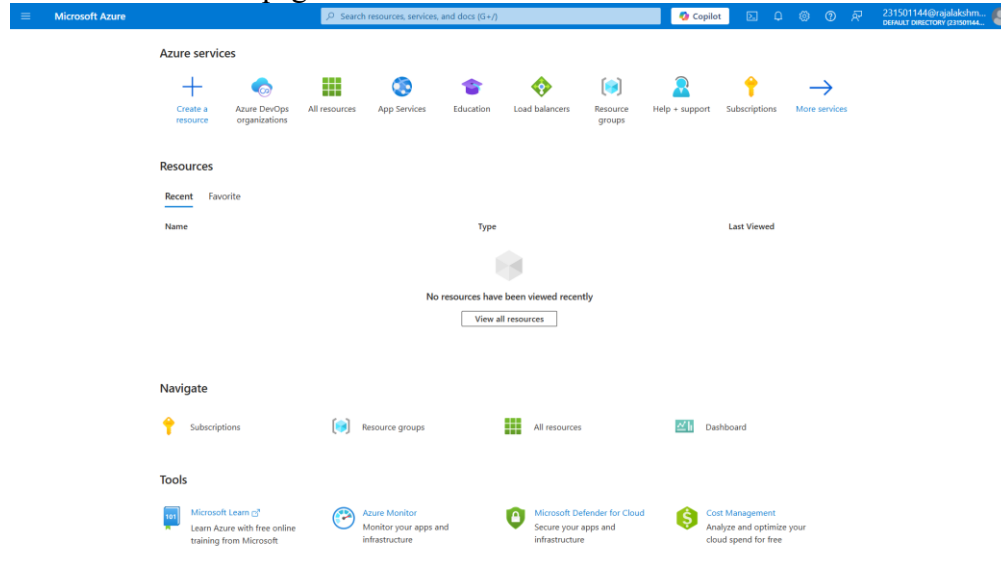 Microsoft Azure
Search resources, services, and docs (G+/)
Copilot
231501144@rajalakshm...
DEFAULT DIRECTORY (231501144...
Azure services
Create a resource
Azure DevOps organizations
All resources
App Services
Education
Load balancers
Resource groups
Help + support
Subscriptions
More services
Resources
Recent Favorite
Name Type Last Viewed
No resources have been viewed recently
View all resources
Navigate
Subscriptions
Resource groups
All resources
Dashboard
Tools
101
Microsoft Learn
Learn Azure with free online
training from Microsoft
Azure Monitor
Monitor your apps and
infrastructure
Microsoft Defender for Cloud
Secure your apps and
infrastructure
Cost Management
Analyze and optimize your
cloud spend for free